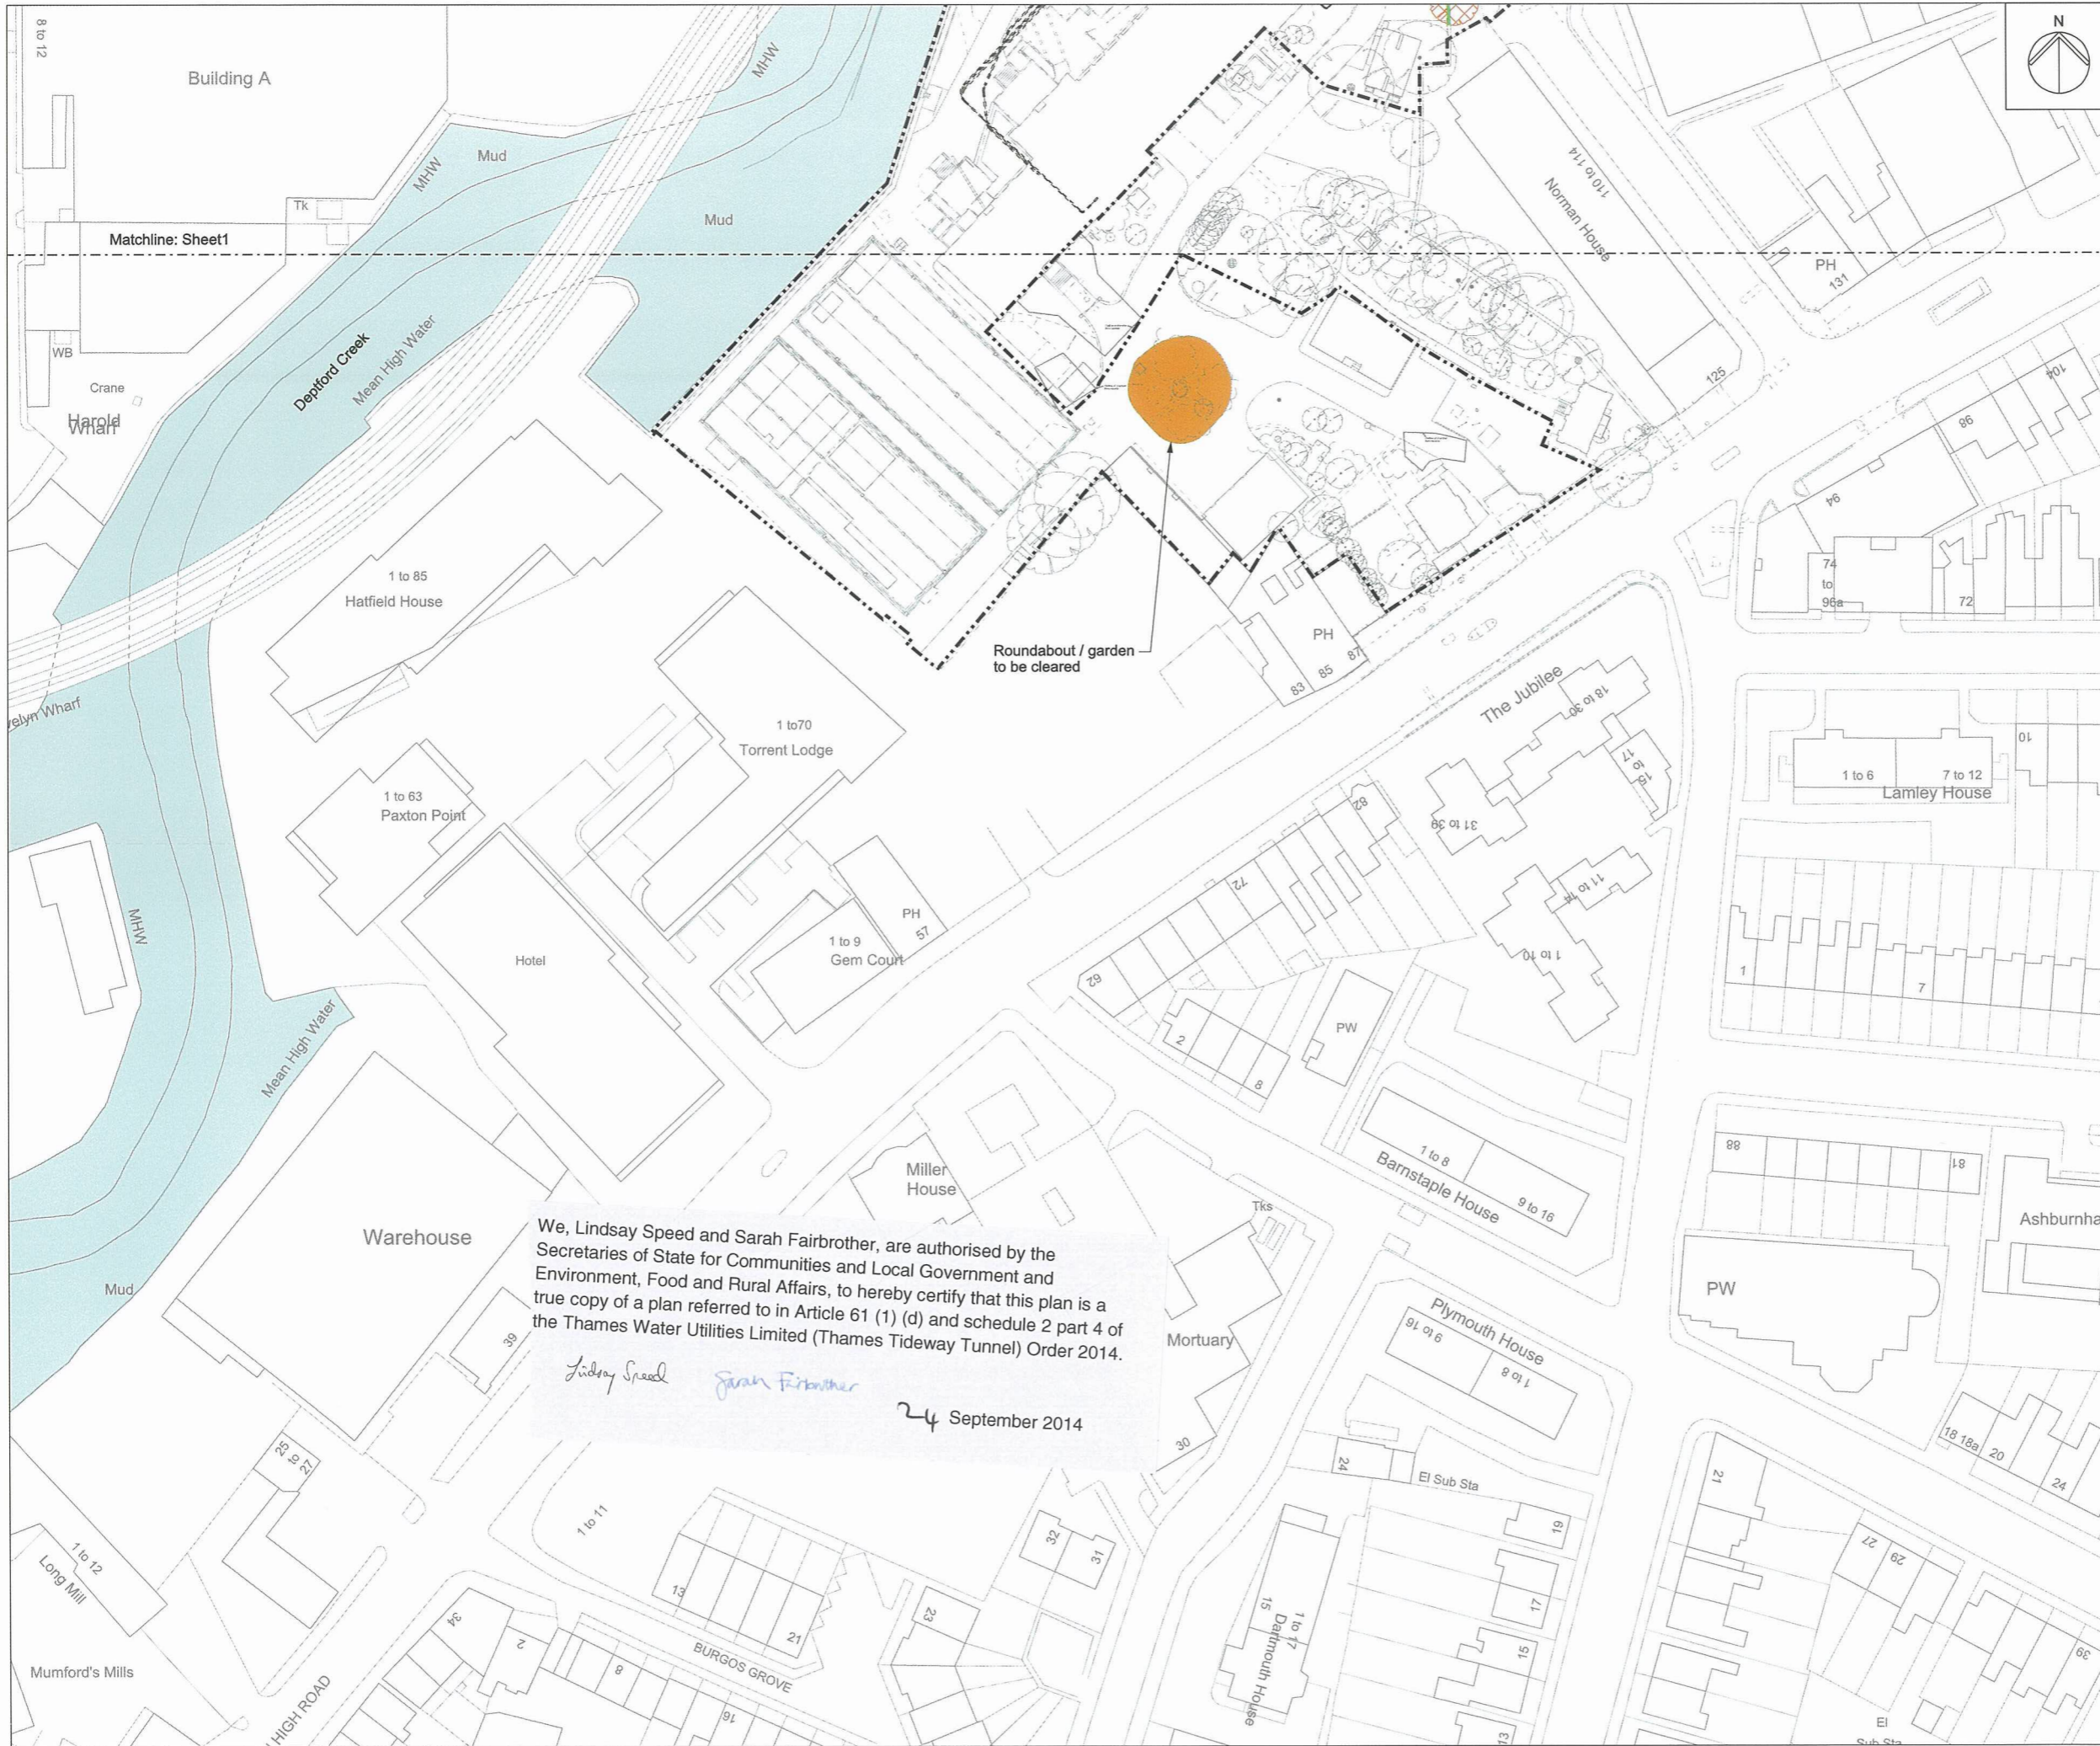 8 to 12
Building A
N
MHW
Mud
MHW
Mud
Tk
Matchline: Sheet1
110 to 114
Norman House
PH
131
WB
Crane
Harold
Wharf
Deptford Creek
Mean High Water
125
104
98
94
74
to
96a
72
1 to 85
Hatfield House
Roundabout / garden
to be cleared
PH
83
85
87
velyn Wharf
1 to70
Torrent Lodge
The Jubilee
18 to 30
15
to
17
10
1 to 6
7 to 12
Lamley House
1 to 63
Paxton Point
82
31 to 39
72
11 to 14
MHW
PH
57
1 to 9
Gem Court
Hotel
1 to 10
62
1
7
Mean High Water
PW
2
8
1 to 8
Barnstaple House
9 to 16
88
81
Miller
House
Tks
Ashburnha
Warehouse
Mud
We, Lindsay Speed and Sarah Fairbrother, are authorised by the
Secretaries of State for Communities and Local Government and
Environment, Food and Rural Affairs, to hereby certify that this plan is a
true copy of a plan referred to in Article 61 (1) (d) and schedule 2 part 4 of
the Thames Water Utilities Limited (Thames Tideway Tunnel) Order 2014.
Lindsay Speed
Sarah Fairbrother
24 September 2014
PW
Mortuary
Plymouth House
9 to 16
1 to 8
39
30
25
to
27
24
El Sub Sta
21
18 18a
20
24
1 to 11
32
31
19
27
29
1 to 12
Long Mill
13
21
23
34
2
8
16
BURGOS GROVE
15
1 to 17
Dartmouth House
17
15
13
39
Mumford's Mills
HIGH ROAD
El
Sub Sta